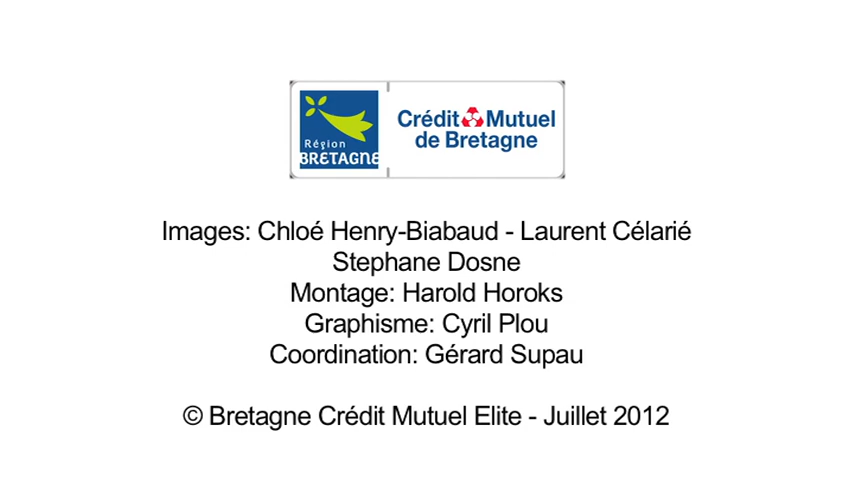 Région
BRETAGNE
Crédit Mutuel
de Bretagne
Images: Chloé Henry-Biabaud - Laurent Célarié
Stephane Dosne
Montage: Harold Horoks
Graphisme: Cyril Plou
Coordination: Gérard Supau
© Bretagne Crédit Mutuel Elite - Juillet 2012